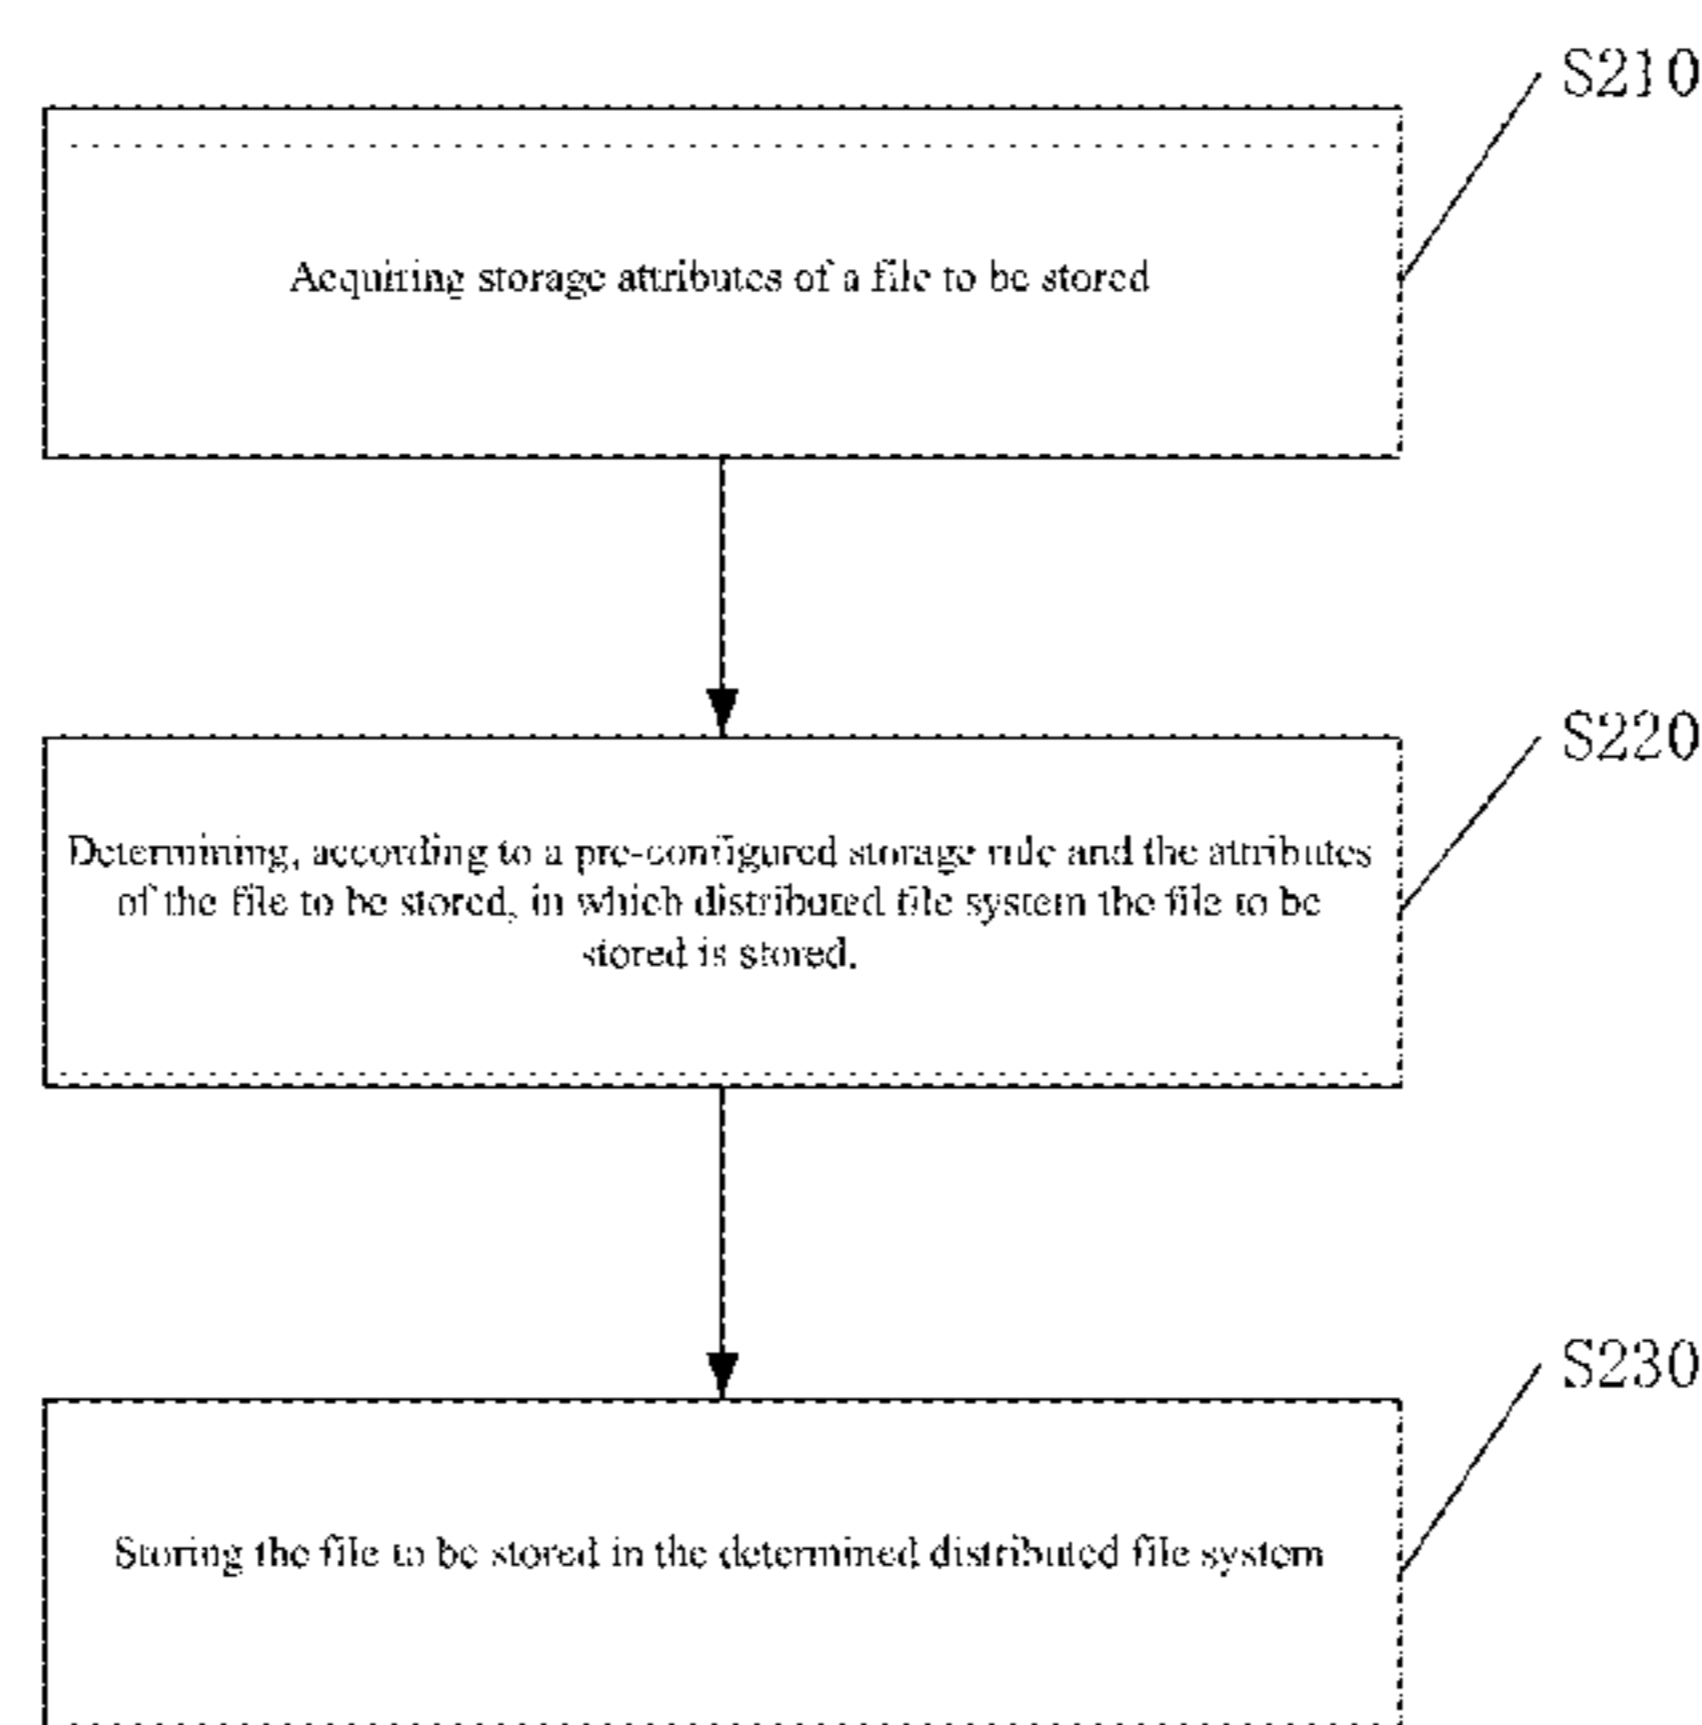 S210
Acquiring storage attributes of a file to be stored
S220
Determining, according to a pre-configured storage rule and the attributes
of the file to be stored, in which distributed file system the file to be
stored is stored.
S230
Storing the file to be stored in the determined distributed file system